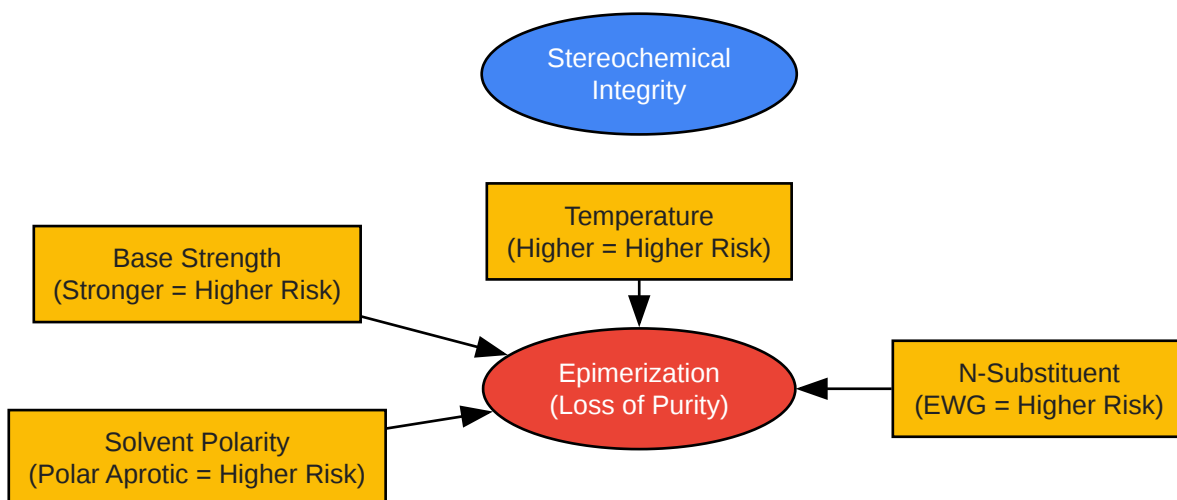 Stereochemical
Integrity
Temperature
(Higher = Higher Risk)
Base Strength
(Stronger = Higher Risk)
Epimerization
(Loss of Purity)
N-Substituent
(EWG = Higher Risk)
Solvent Polarity
(Polar Aprotic = Higher Risk)